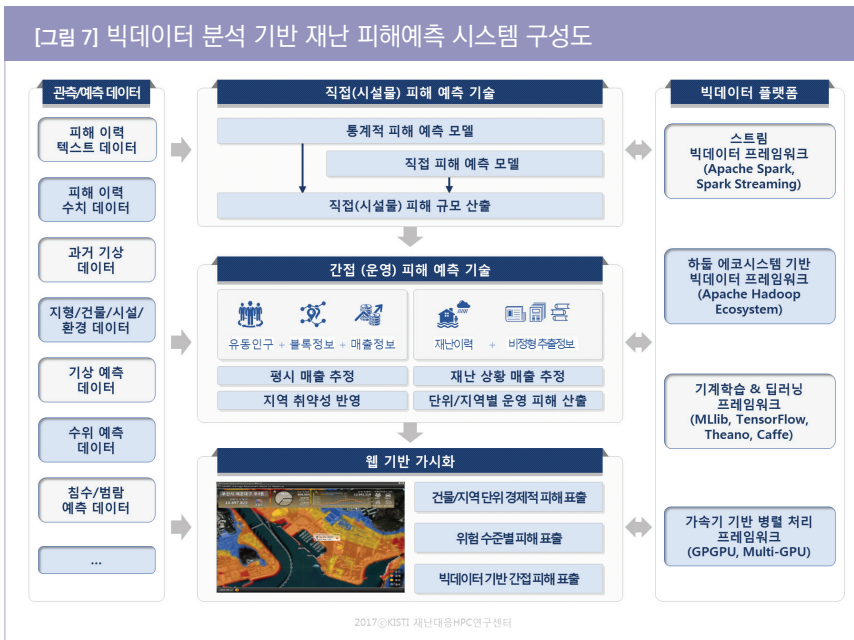 [그림 7] 빅데이터 분석 기반 재난 피해예측 시스템 구성도
관측/예측 데이터
피해 이력
텍스트 데이터
피해 이력
수치 데이터
과거 기상
데이터
지형/건물/시설/
환경 데이터
기상 예측
데이터
수위 예측
데이터
침수/범람
예측 데이터
...
직접(시설물) 피해 예측 기술
통계적 피해 예측 모델
직접 피해 예측 모델
직접(시설물) 피해 규모 산출
간접 (운영) 피해 예측 기술
유동인구 + 블록정보 + 매출정보
재난이력 + 비정형 추출정보
평시 매출 추정
재난 상황 매출 추정
지역 취약성 반영
단위/지역별 운영 피해 산출
웹 기반 가시화
건물/지역 단위 경제적 피해 표출
위험 수준별 피해 표출
빅데이터 기반 간접 피해 표출
빅데이터 플랫폼
스트림
빅데이터 프레임워크
(Apache Spark,
Spark Streaming)
하둡 에코시스템 기반
빅데이터 프레임워크
(Apache Hadoop
Ecosystem)
기계학습 & 딥러닝
프레임워크
(MLlib, TensorFlow,
Theano, Caffe)
가속기 기반 병렬 처리
프레임워크
(GPGPU, Multi-GPU)
2017ⓒKISTI 재난대응HPC연구센터